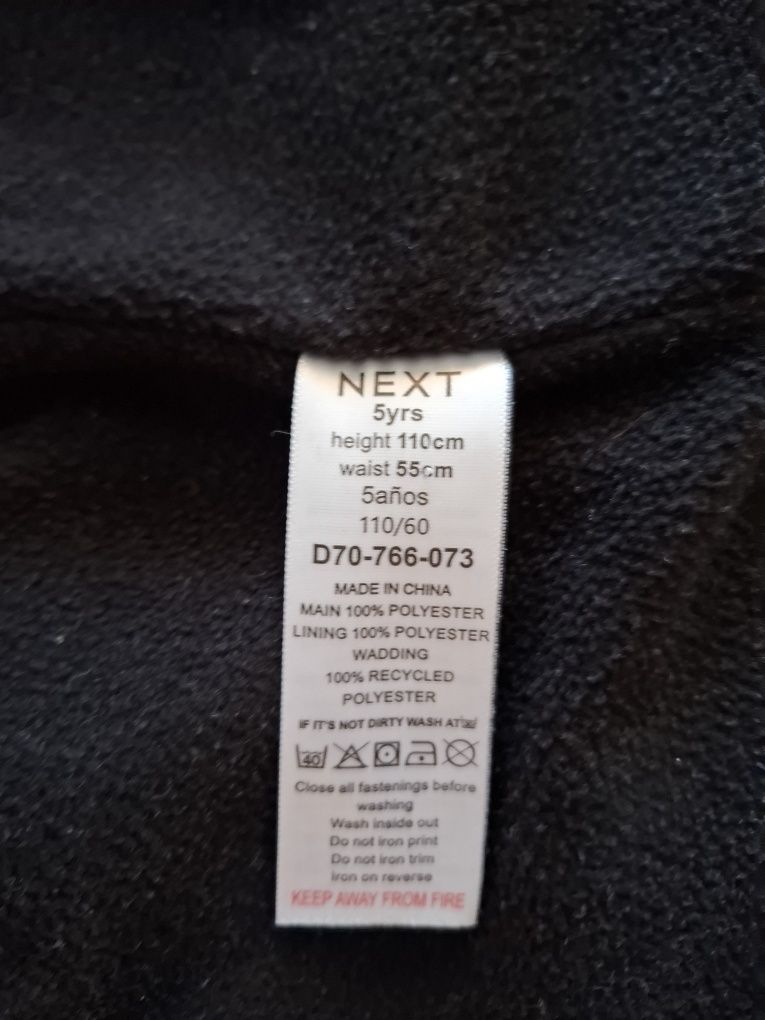 NEXT
5yrs
height 110cm
waist 55cm
5años
110/60
D70-766-073
MADE IN CHINA
MAIN 100% POLYESTER
LINING 100% POLYESTER
WADDING
100% RECYCLED
POLYESTER
IF IT'S NOT DIRTY WASH AT
40
Close all fastenings before
washing
Wash inside out
Do not iron print
Do not iron trim
Iron on reverse
KEEP AWAY FROM FIRE